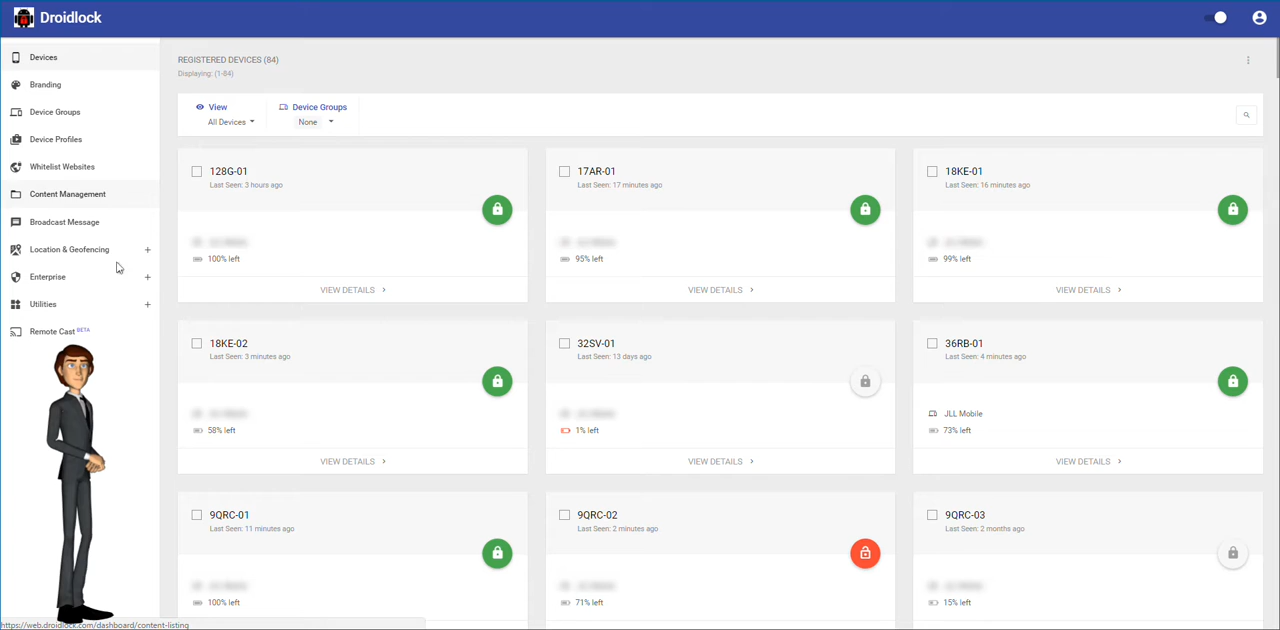 Droidlock
Devices
Branding
Device Groups
Device Profiles
Whitelist Websites
Content Management
Broadcast Message
Location & Geofencing +
Enterprise +
Utilities +
Remote Cast BETA
REGISTERED DEVICES (84)
Displaying: (1-84)
View
All Devices
Device Groups
None
128G-01
Last Seen: 3 hours ago
100% left
VIEW DETAILS >
17AR-01
Last Seen: 17 minutes ago
95% left
VIEW DETAILS >
18KE-01
Last Seen: 16 minutes ago
99% left
VIEW DETAILS >
18KE-02
Last Seen: 3 minutes ago
58% left
VIEW DETAILS >
32SV-01
Last Seen: 13 days ago
1% left
VIEW DETAILS >
36RB-01
Last Seen: 4 minutes ago
JLL Mobile
73% left
VIEW DETAILS >
9QRC-01
Last Seen: 11 minutes ago
100% left
9QRC-02
Last Seen: 2 minutes ago
71% left
9QRC-03
Last Seen: 2 months ago
15% left
https://web.droidlock.com/dashboard/content-listing